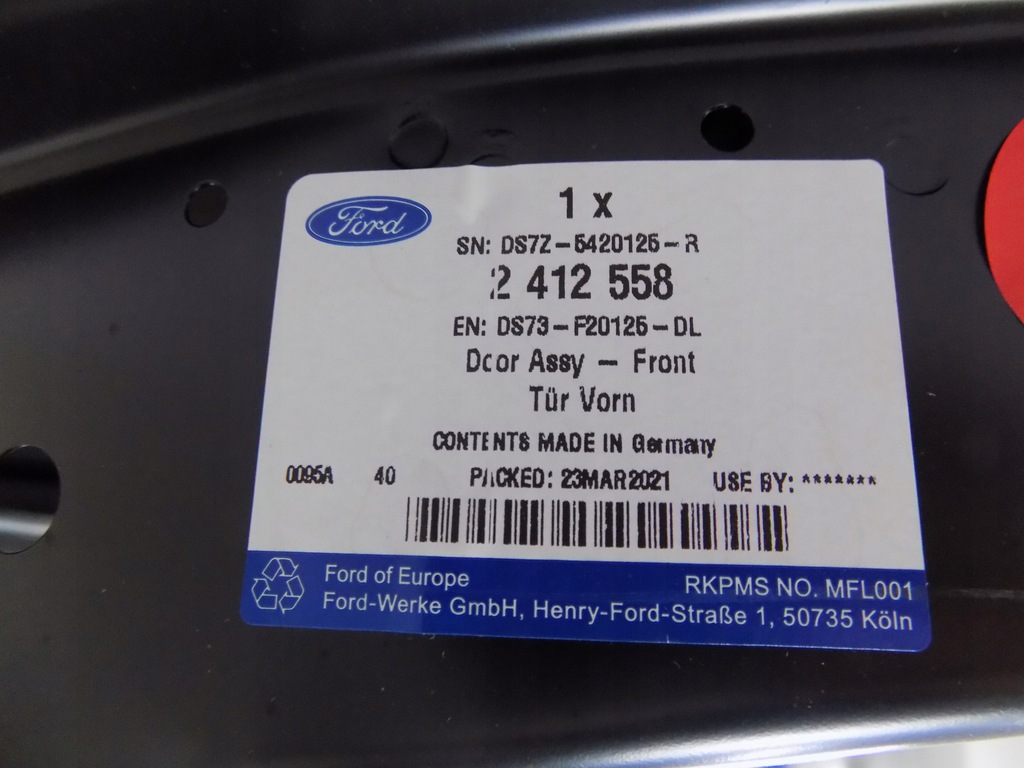 Ford
1 x
SN: DS7Z-5420125-R
2 412 558
EN: DS73-F20125-DL
Door Assy - Front
Tür Vorn
CONTENTS MADE IN Germany
0095A 40 PACKED: 23MAR2021 USE BY: *******
Ford of Europe RKPMS NO. MFL001
Ford-Werke GmbH, Henry-Ford-Straße 1, 50735 Köln